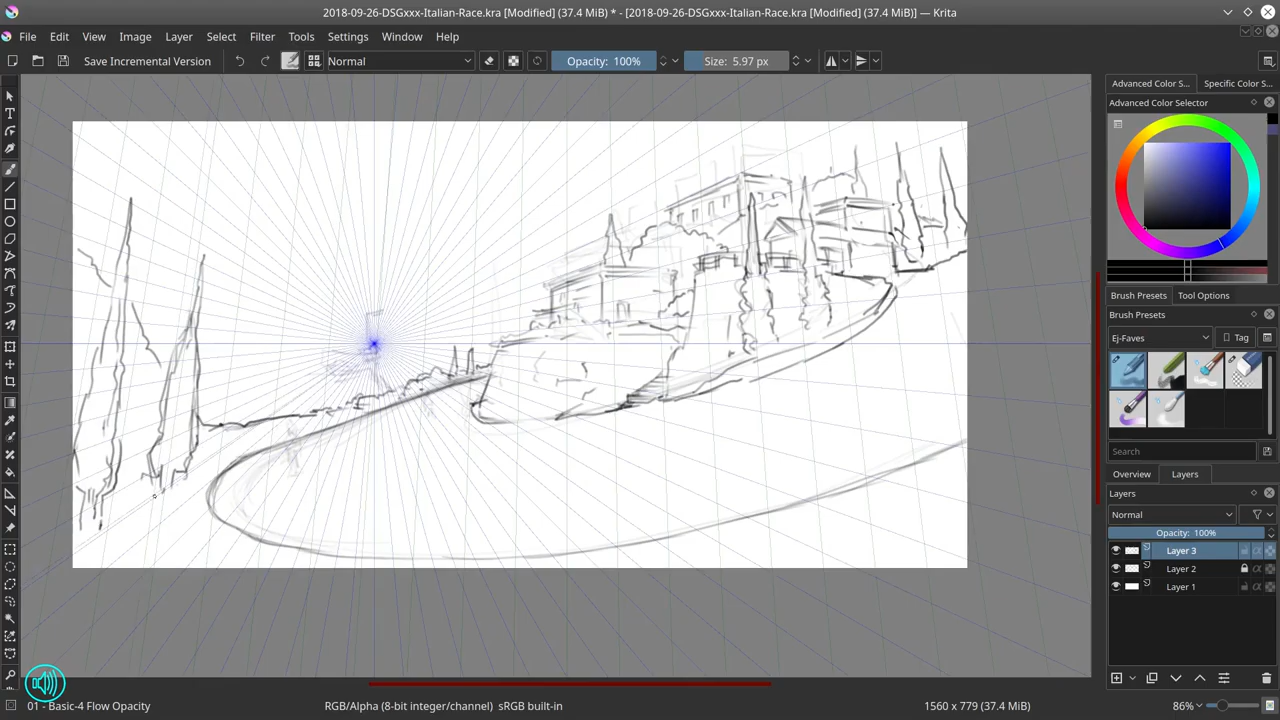 2018-09-26-DSGxxx-Italian-Race.kra [Modified] (37.4 MiB) * - [2018-09-26-DSGxxx-Italian-Race.kra [Modified] (37.4 MiB)] — Krita
File Edit View Image Layer Select Filter Tools Settings Window Help
Save Incremental Version Normal Opacity: 100% Size: 5.97 px
Advanced Color S... Specific Color S...
Advanced Color Selector
Brush Presets Tool Options
Brush Presets
Ej-Faves Tag
Search
Overview Layers
Layers
Normal
Opacity: 100%
Layer 3
Layer 2
Layer 1
01 - Basic-4 Flow Opacity RGB/Alpha (8-bit integer/channel) sRGB built-in 1560 x 779 (37.4 MiB) 86%